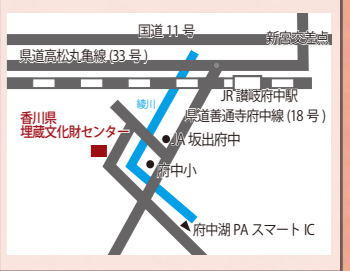 国道 11 号
新宮交差点
県道高松丸亀線 (33 号 )
JR 讃岐府中駅
綾川
県道善通寺府中線 (18 号 )
香川県
埋蔵文化財センター
JA 坂出府中
府中小
府中湖 PA スマート IC